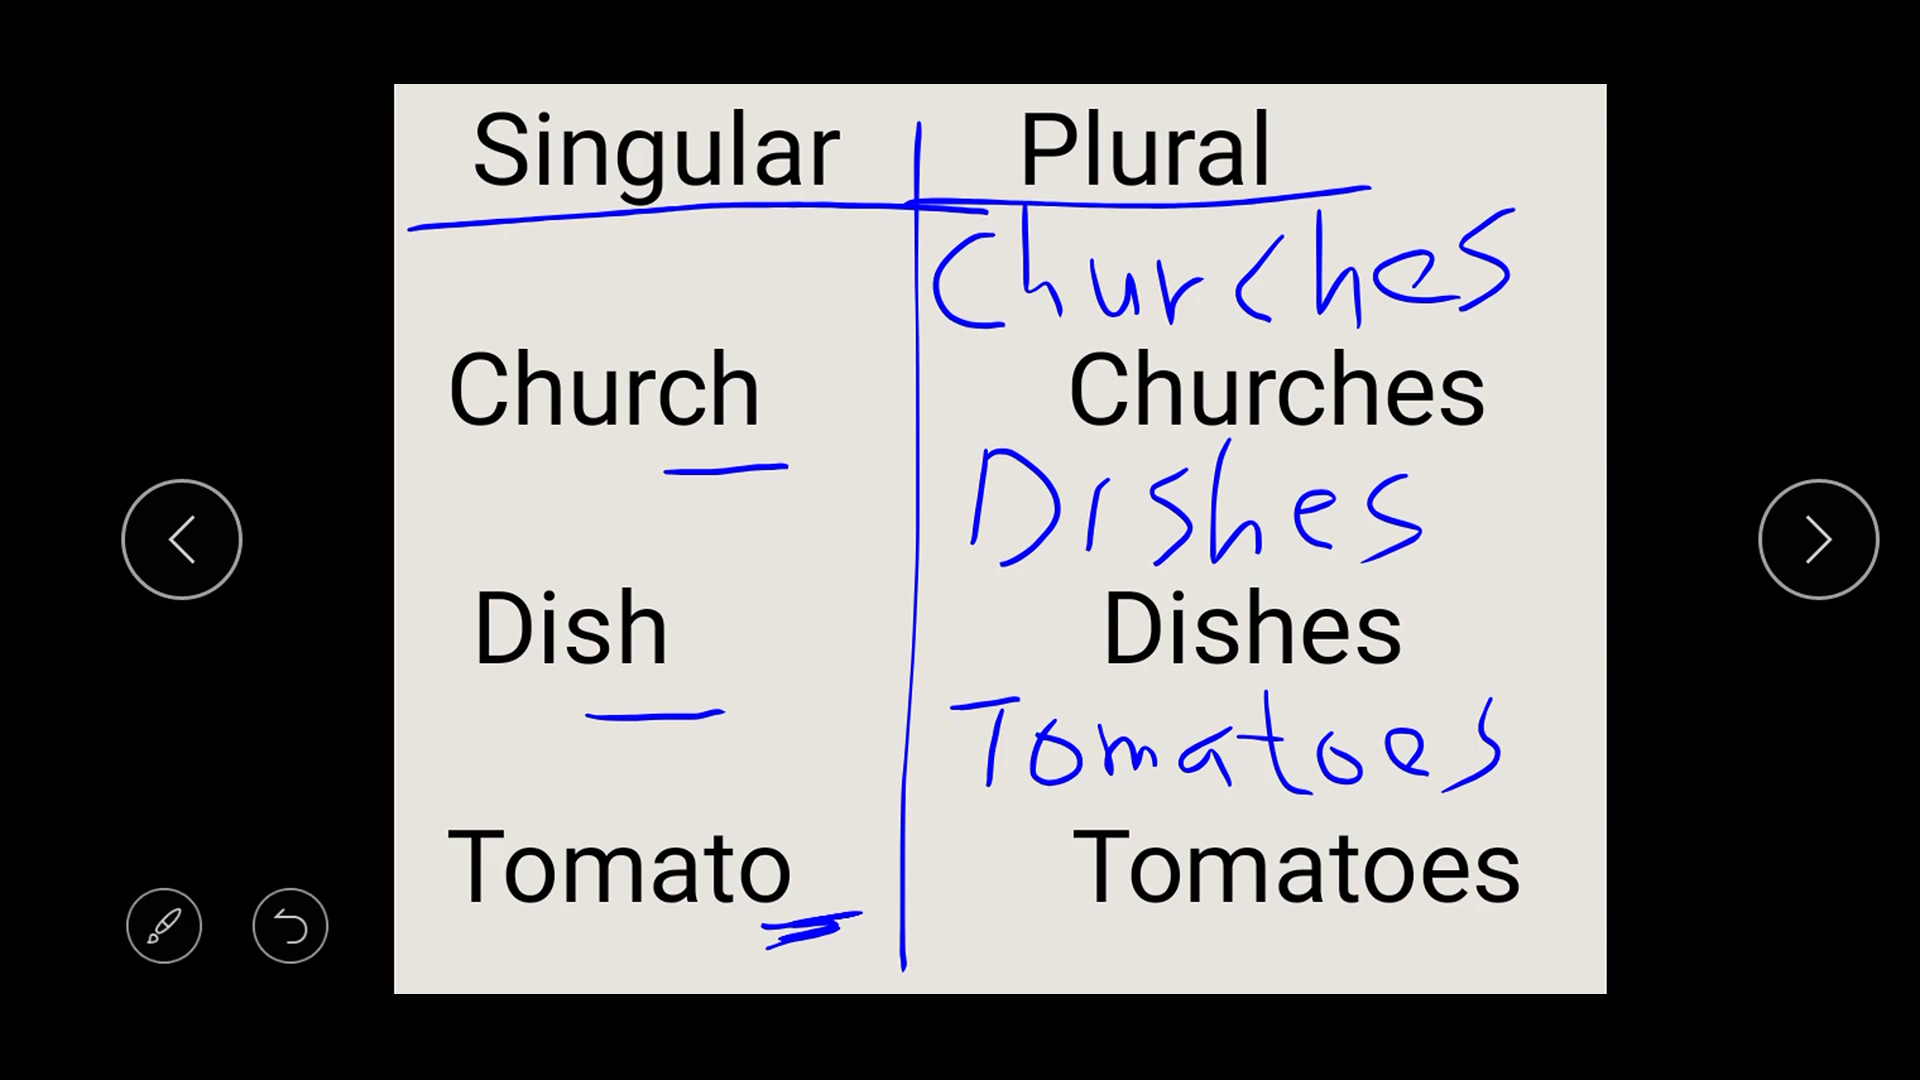 Singular Plural
Churches
Church Churches
Dishes
Dish Dishes
Tomatoes
Tomato Tomatoes